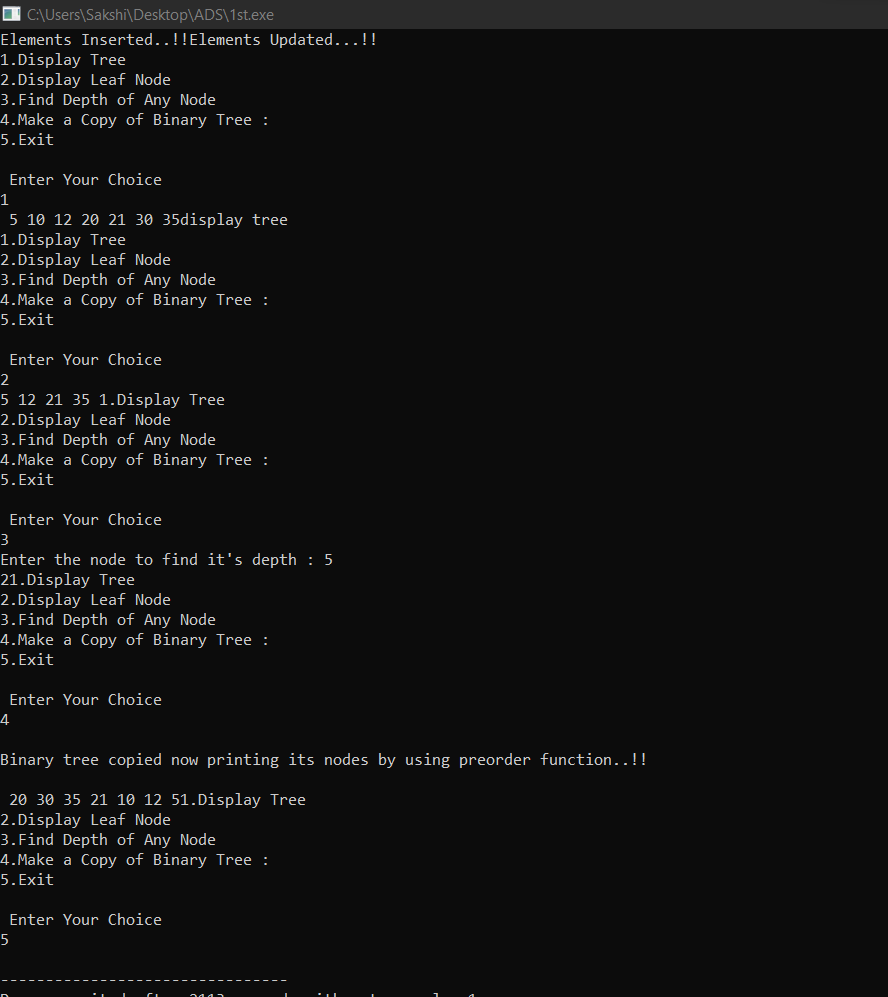 C:\Users\Sakshi\Desktop\ADS\1st.exe
Elements Inserted..!!Elements Updated...!!
1.Display Tree
2.Display Leaf Node
3.Find Depth of Any Node
4.Make a Copy of Binary Tree :
5.Exit
Enter Your Choice
1
5 10 12 20 21 30 35display tree
1.Display Tree
2.Display Leaf Node
3.Find Depth of Any Node
4.Make a Copy of Binary Tree :
5.Exit
Enter Your Choice
2
5 12 21 35 1.Display Tree
2.Display Leaf Node
3.Find Depth of Any Node
4.Make a Copy of Binary Tree :
5.Exit
Enter Your Choice
3
Enter the node to find it's depth : 5
21.Display Tree
2.Display Leaf Node
3.Find Depth of Any Node
4.Make a Copy of Binary Tree :
5.Exit
Enter Your Choice
4
Binary tree copied now printing its nodes by using preorder function..!!
20 30 35 21 10 12 51.Display Tree
2.Display Leaf Node
3.Find Depth of Any Node
4.Make a Copy of Binary Tree :
5.Exit
Enter Your Choice
5
--------------------------------